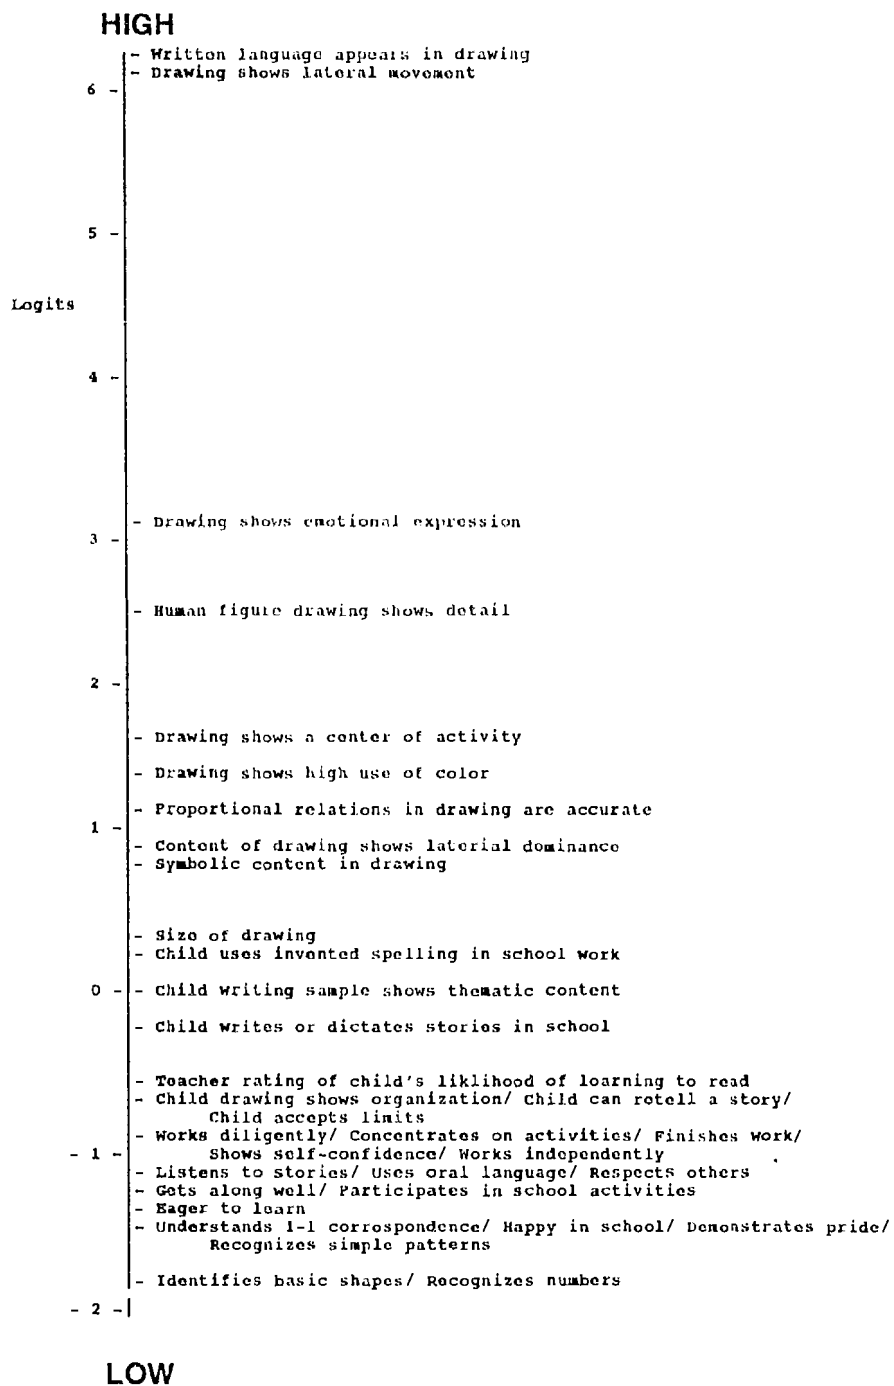 HIGH
- Written language appears in drawing
- Drawing shows lateral movement
6 -
5 -
Logits
4 -
- Drawing shows emotional expression
3 -
- Human figure drawing shows detail
2 -
- Drawing shows a center of activity
- Drawing shows high use of color
- Proportional relations in drawing are accurate
1 -
- Content of drawing shows laterial dominance
- Symbolic content in drawing
- Size of drawing
- Child uses invented spelling in school work
0 - - Child writing sample shows thematic content
- Child writes or dictates stories in school
- Teacher rating of child's liklihood of learning to read
- Child drawing shows organization/ Child can retell a story/
Child accepts limits
- Works diligently/ Concentrates on activities/ Finishes work/
- 1 - Shows self-confidence/ Works independently
- Listens to stories/ Uses oral language/ Respects others
- Gets along well/ Participates in school activities
- Eager to learn
- Understands 1-1 correspondence/ Happy in school/ Demonstrates pride/
Recognizes simple patterns
- Identifies basic shapes/ Recognizes numbers
- 2 -
LOW